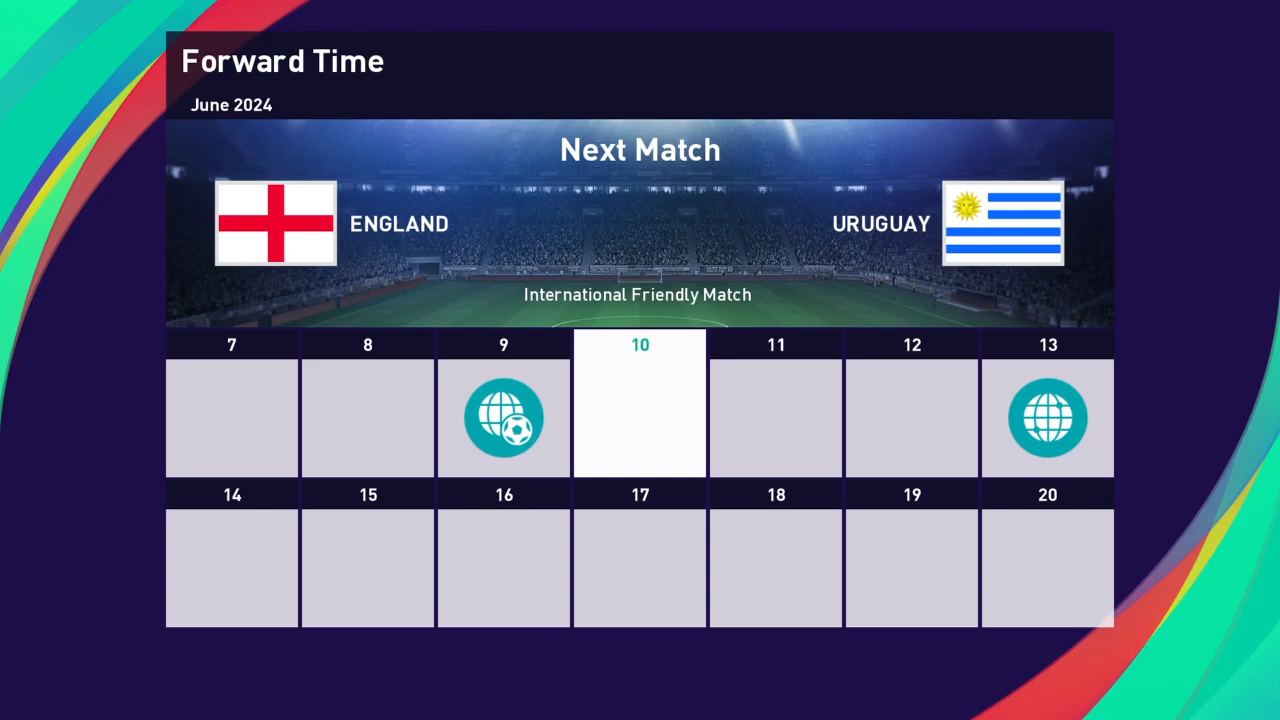 Forward Time
June 2024
Next Match
ENGLAND
URUGUAY
International Friendly Match
7 8 9 10 11 12 13
14 15 16 17 18 19 20